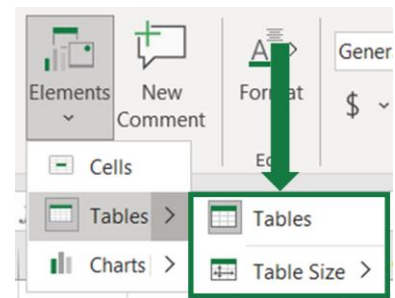 Elements
New
Comment
Format
Gener
$
Cells
Tables >
Charts >
Tables
Table Size >